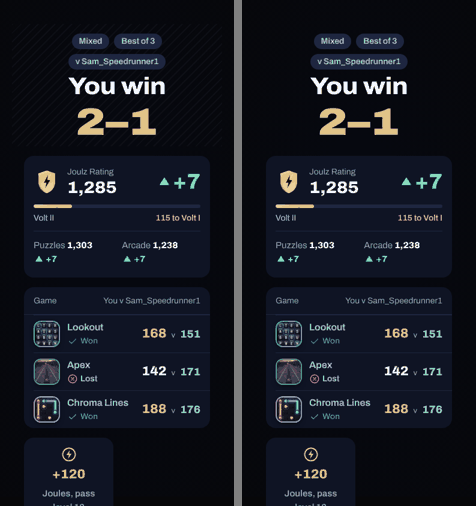 Mixed Best of 3
v Sam_Speedrunner1
You win
2–1
Joulz Rating
1,285
+7
Volt II 115 to Volt I
Puzzles 1,303 Arcade 1,238
+7 +7
Game You v Sam_Speedrunner1
Lookout
Won
168 v 151
Apex
Lost
142 v 171
Chroma Lines
Won
188 v 176
+120
Joules, pass
Mixed Best of 3
v Sam_Speedrunner1
You win
2–1
Joulz Rating
1,285
+7
Volt II 115 to Volt I
Puzzles 1,303 Arcade 1,238
+7 +7
Game You v Sam_Speedrunner1
Lookout
Won
168 v 151
Apex
Lost
142 v 171
Chroma Lines
Won
188 v 176
+120
Joules, pass